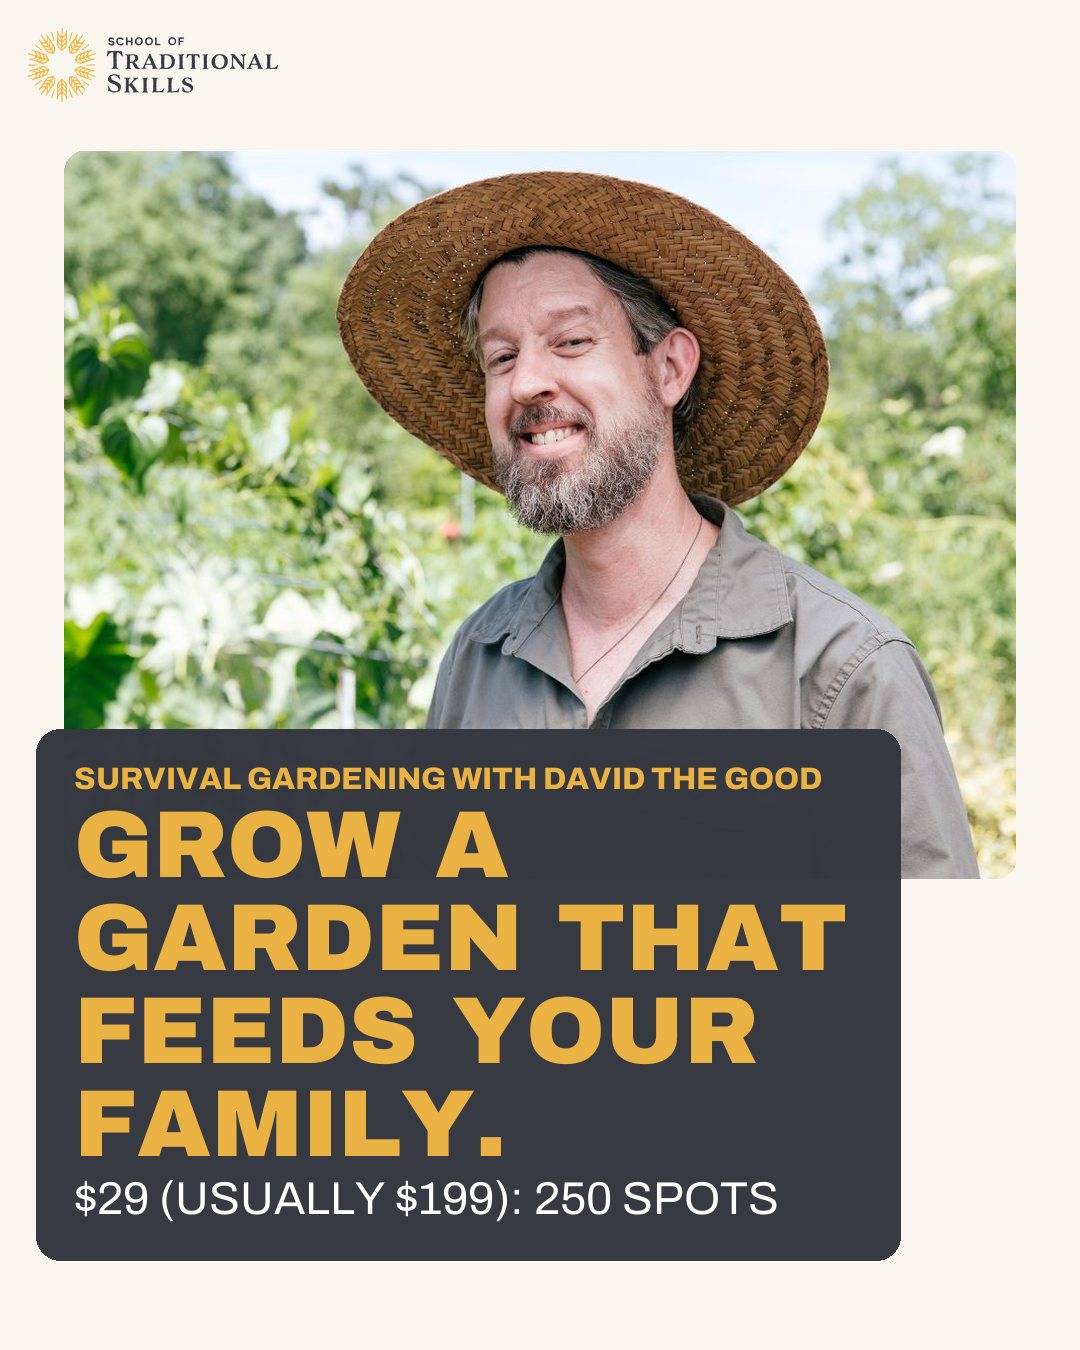 SCHOOL OF
TRADITIONAL
SKILLS
SURVIVAL GARDENING WITH DAVID THE GOOD
GROW A
GARDEN THAT
FEEDS YOUR
FAMILY.
$29 (USUALLY $199): 250 SPOTS